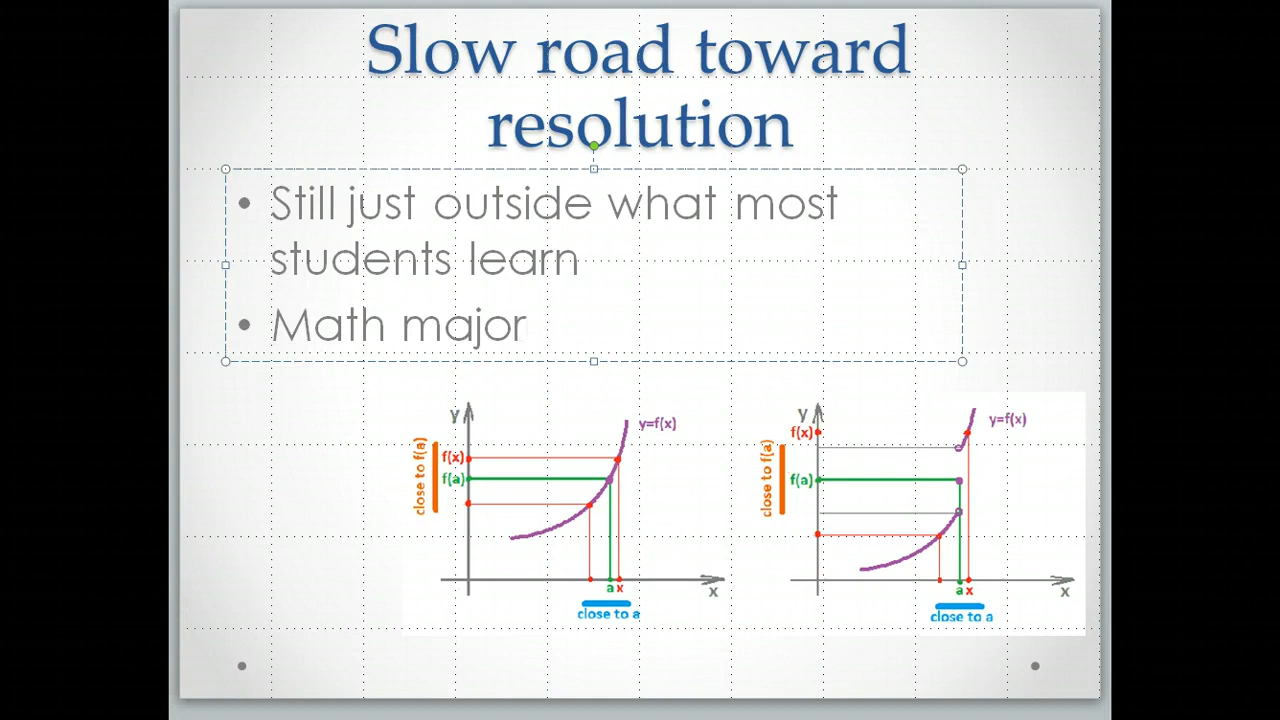 Slow road toward
resolution
• Still just outside what most
students learn
• Math major
y
y=f(x)
close to f(a)
f(x)
f(a)
a x
x
close to a
y
y=f(x)
close to f(a)
f(x)
f(a)
a x
x
close to a